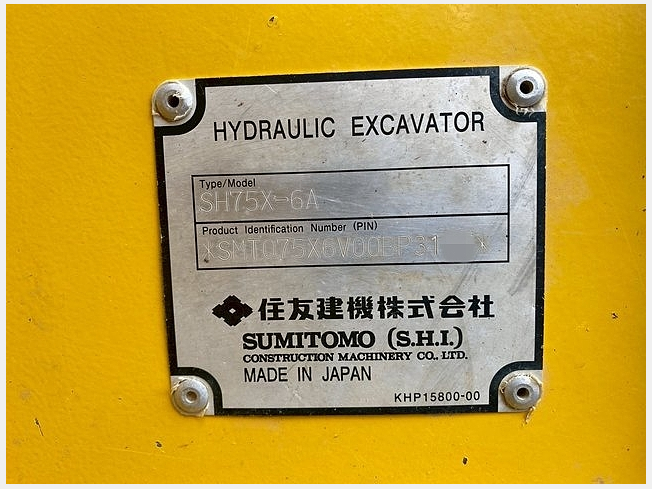 HYDRAULIC EXCAVATOR
Type/Model
SH75X-6A
Product Identification Number (PIN)
住友建機株式会社
SUMITOMO (S.H.I.)
CONSTRUCTION MACHINERY CO., LTD.
MADE IN JAPAN
KHP15800-00